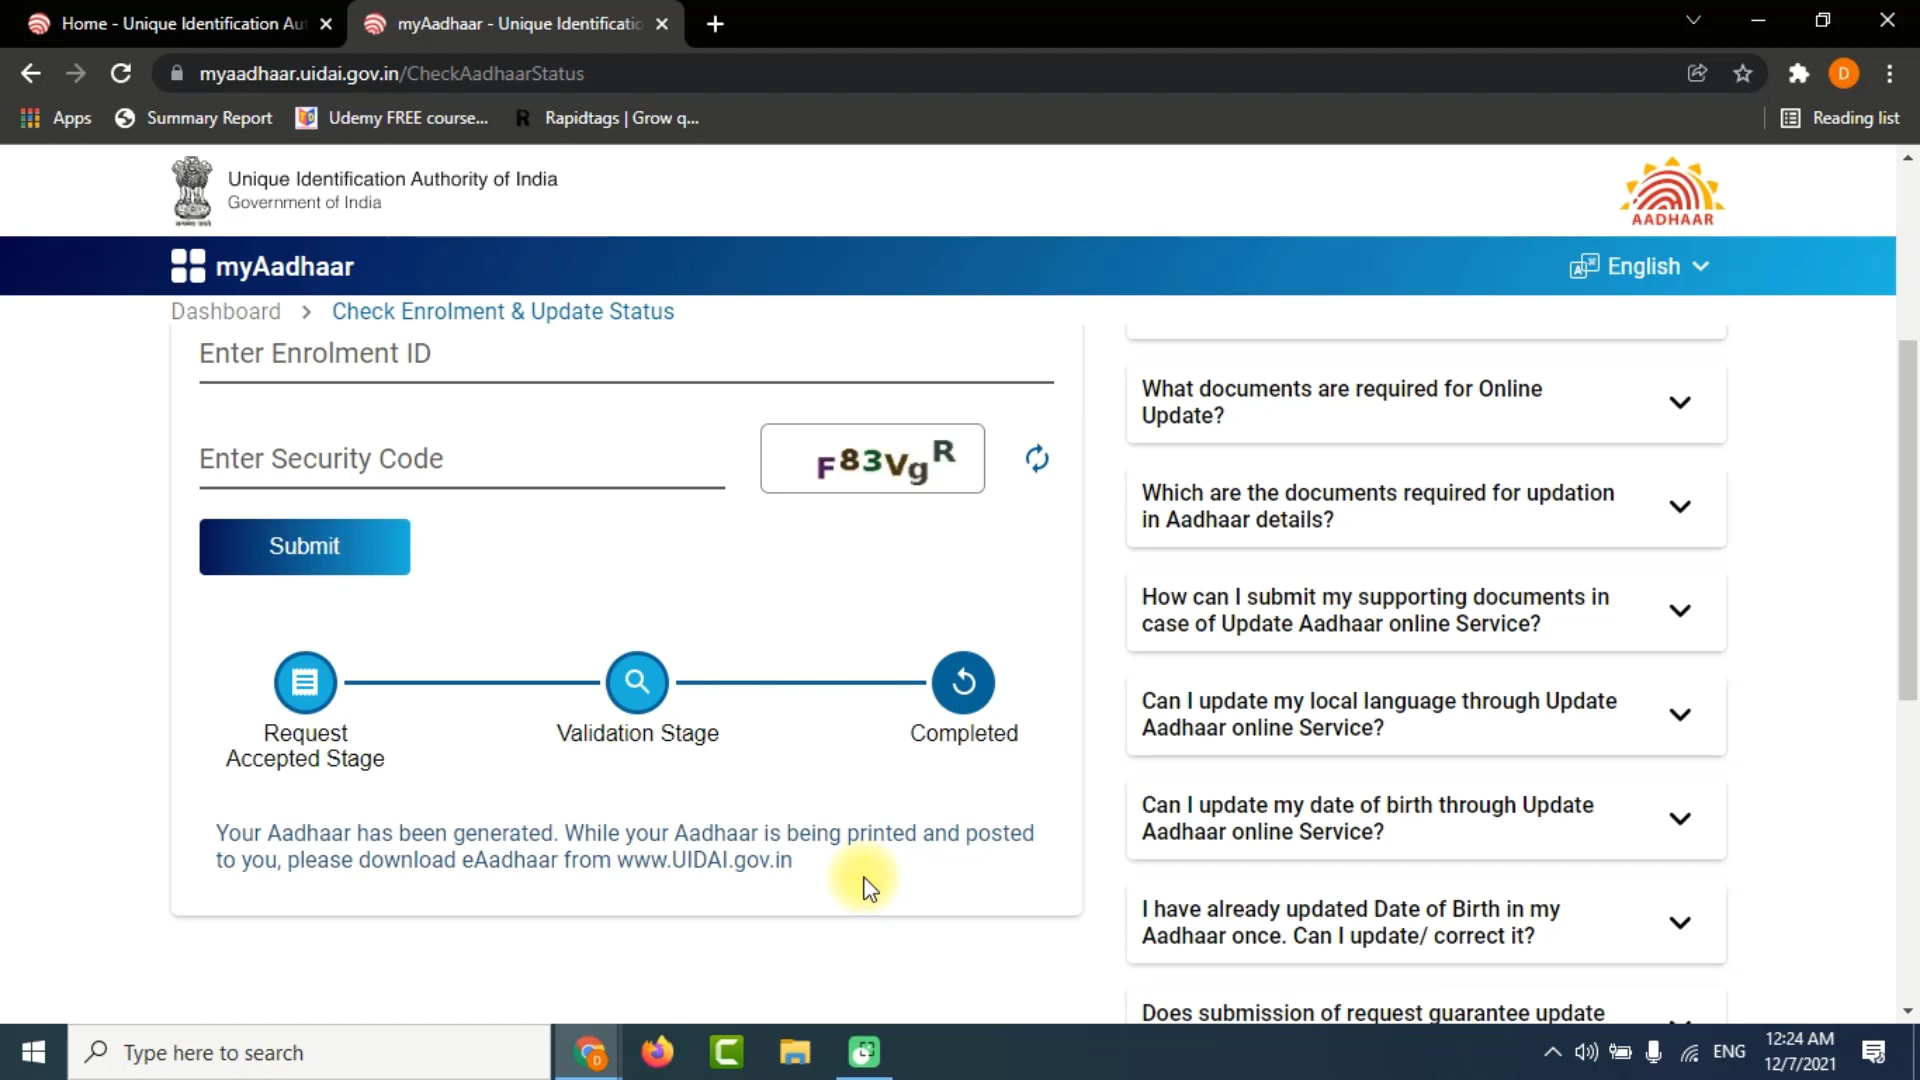 Home - Unique Identification Au
myAadhaar - Unique Identificatic
myaadhaar.uidai.gov.in/CheckAadhaarStatus
D
Apps
Summary Report
Udemy FREE course...
R
Rapidtags | Grow q...
Reading list
Unique Identification Authority of India
Government of India
AADHAAR
myAadhaar
English
Dashboard > Check Enrolment & Update Status
Enter Enrolment ID
Enter Security Code
F83VgR
Submit
Request
Accepted Stage
Validation Stage
Completed
Your Aadhaar has been generated. While your Aadhaar is being printed and posted
to you, please download eAadhaar from www.UIDAI.gov.in
What documents are required for Online
Update?
Which are the documents required for updation
in Aadhaar details?
How can I submit my supporting documents in
case of Update Aadhaar online Service?
Can I update my local language through Update
Aadhaar online Service?
Can I update my date of birth through Update
Aadhaar online Service?
I have already updated Date of Birth in my
Aadhaar once. Can I update/ correct it?
Does submission of request guarantee update
Type here to search
D
ENG
12:24 AM
12/7/2021